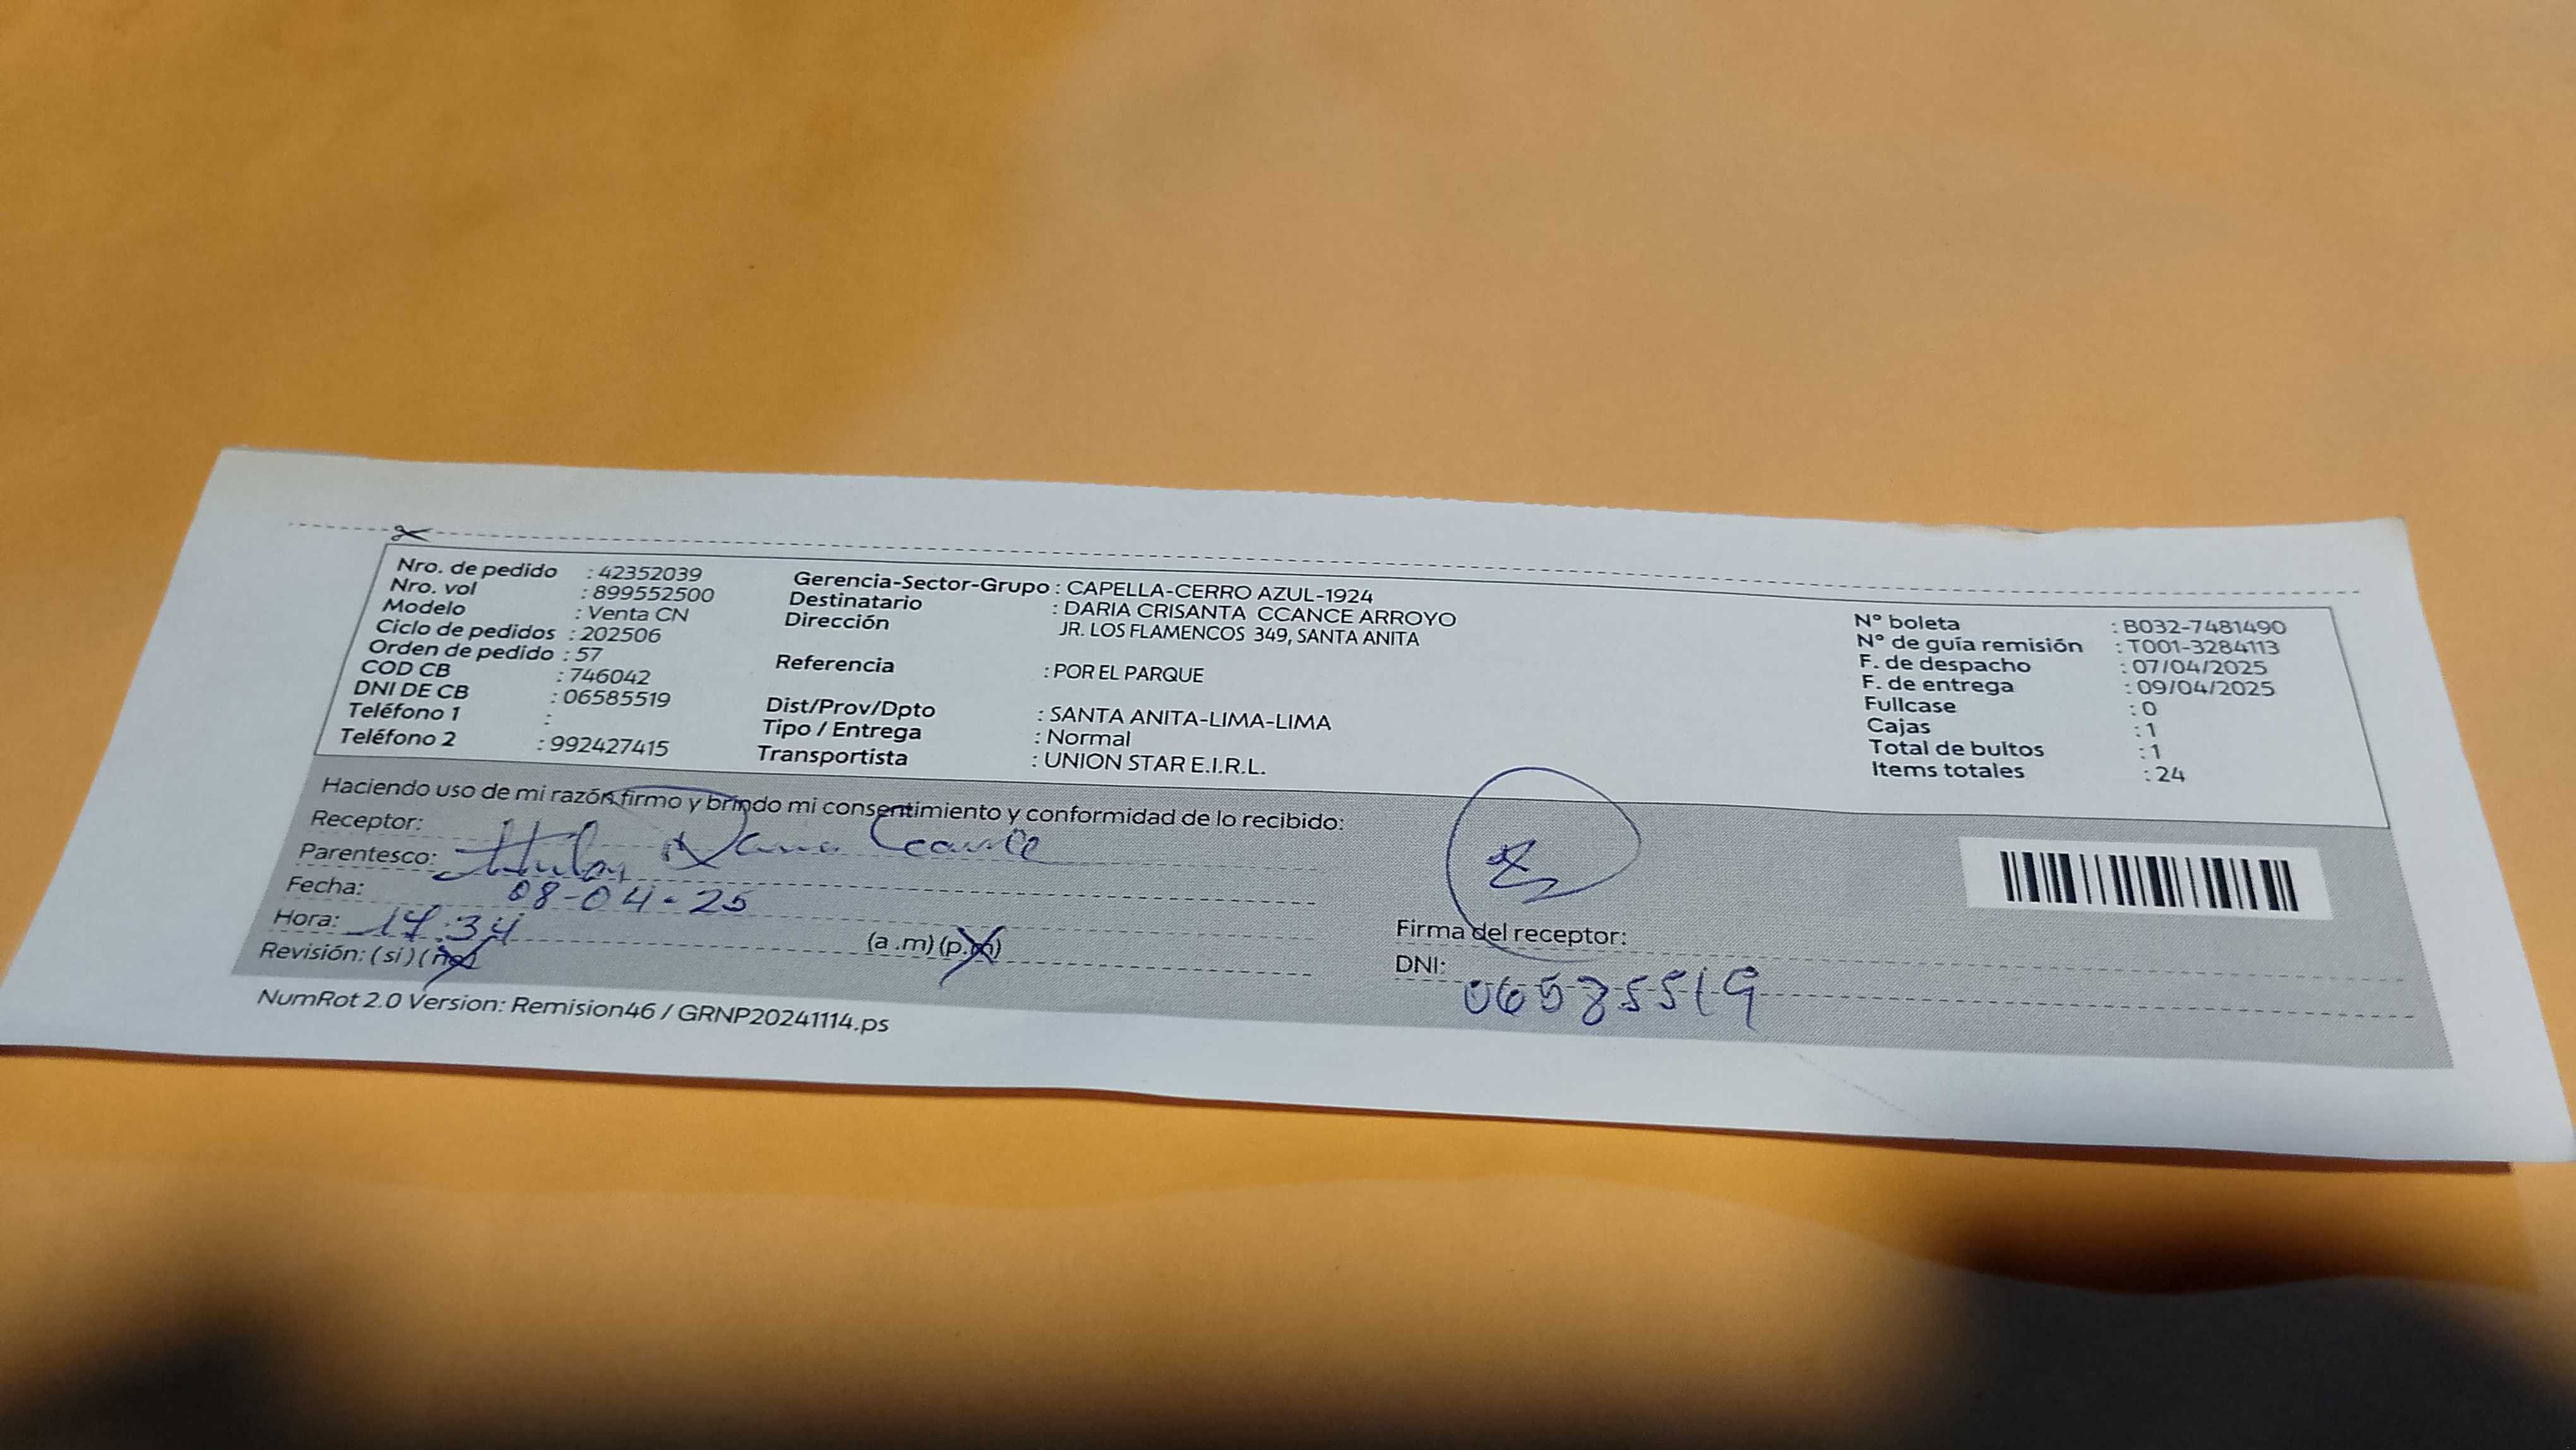 Nro. de pedido : 42352039
Nro. vol : 899552500
Modelo : Venta CN
Ciclo de pedidos : 202506
Orden de pedido : 57
COD CB : 746042
DNI DE CB : 06585519
Teléfono 1 :
Teléfono 2 : 992427415
Gerencia-Sector-Grupo : CAPELLA-CERRO AZUL-1924
Destinatario : DARIA CRISANTA CCANCE ARROYO
Dirección JR. LOS FLAMENCOS 349, SANTA ANITA
Referencia : POR EL PARQUE
Dist/Prov/Dpto : SANTA ANITA-LIMA-LIMA
Tipo / Entrega : Normal
Transportista : UNION STAR E.I.R.L.
N° boleta : B032-7481490
N° de guía remisión : T001-3284113
F. de despacho : 07/04/2025
F. de entrega : 09/04/2025
Fullcase : 0
Cajas : 1
Total de bultos : 1
Items totales : 24
Haciendo uso de mi razón firmo y brindo mi consentimiento y conformidad de lo recibido:
Receptor: Daria Ccance
Parentesco: titular
Fecha: 08-04-25
Hora: 17:34 (a.m) (p.m)
Revisión: (si) (no)
Firma del receptor:
DNI: 06585519
NumRot 2.0 Version: Remision46 / GRNP20241114.ps